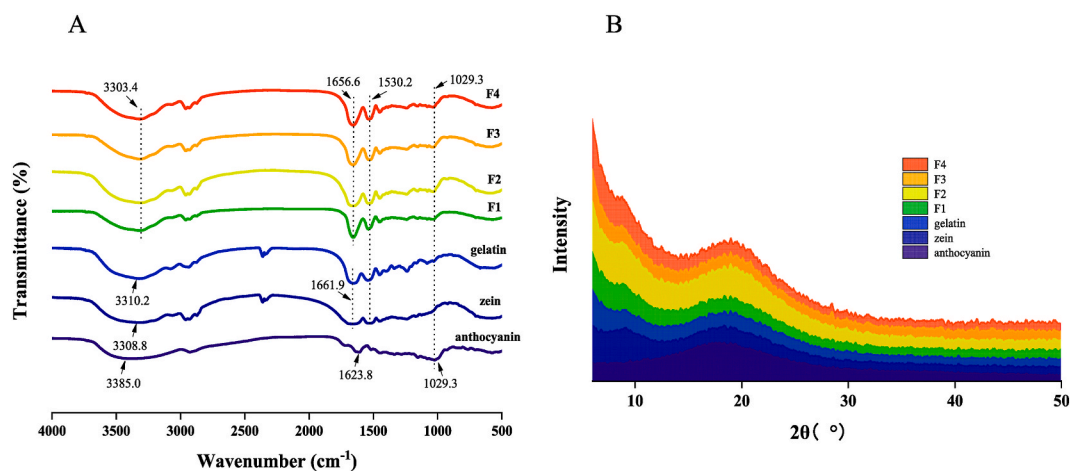 A
B
3303.4
1656.6
1530.2
1029.3
F4
F3
F2
F1
gelatin
3310.2
1661.9
zein
3308.8
anthocyanin
3385.0
1623.8
1029.3
Transmittance (%)
4000 3500 3000 2500 2000 1500 1000 500
Wavenumber (cm⁻¹)
F4
F3
F2
F1
gelatin
zein
anthocyanin
Intensity
10 20 30 40 50
2θ( °)